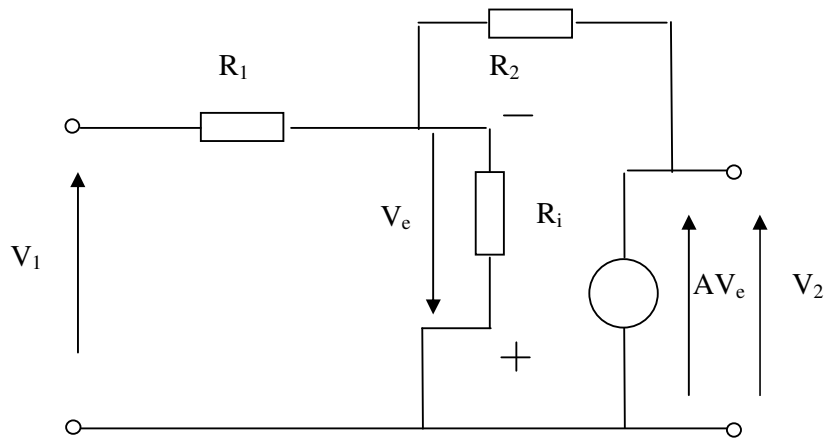 R₁
R₂
−
Vₑ
Rᵢ
V₁
AVₑ
V₂
+